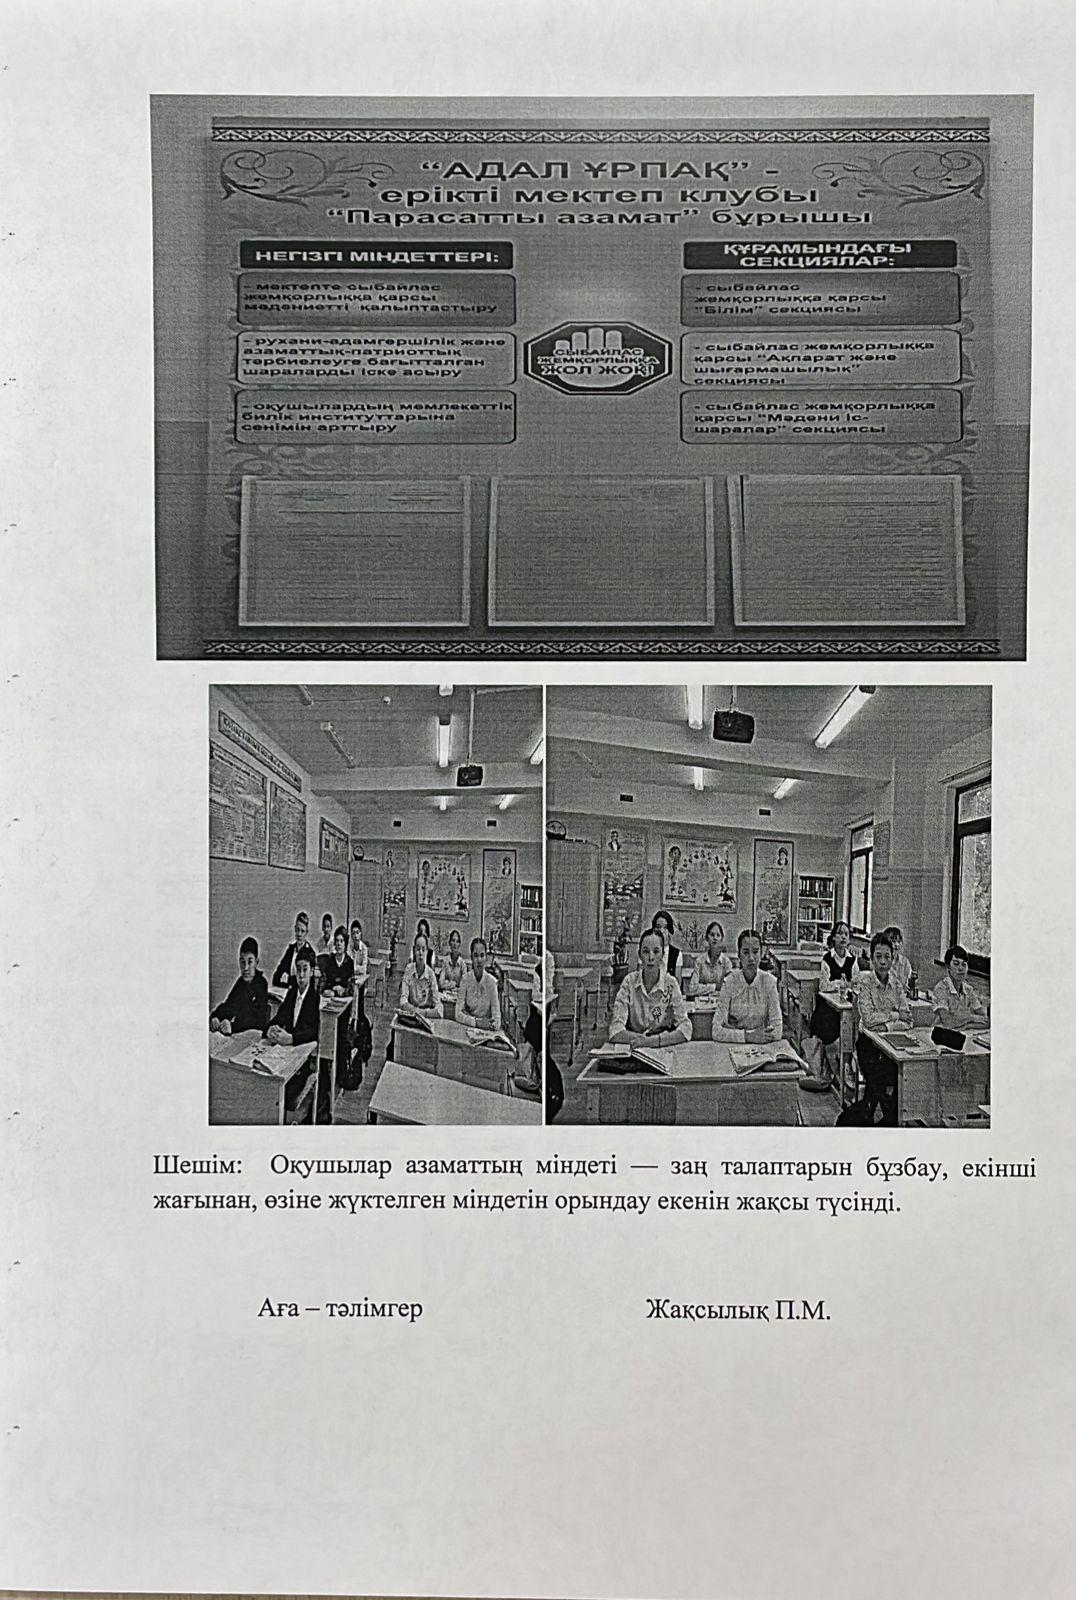 “АДАЛ ҰРПАҚ” -
ерікті мектеп клубы
“Парасатты азамат” бұрышы
НЕГІЗГІ МІНДЕТТЕРІ:
- мектепте сыбайлас
жемқорлыққа қарсы
мәдениетті қалыптастыру
- рухани-адамгершілік және
азаматтық-патриоттық
тәрбиелеуге бағытталған
шараларды іске асыру
- оқушылардың мемлекеттік
билік институттарына
сенімін арттыру
СЫБАЙЛАС
ЖЕМҚОРЛЫҚҚА
ЖОЛ ЖОҚ!
ҚҰРАМЫНДАҒЫ
СЕКЦИЯЛАР:
- сыбайлас
жемқорлыққа қарсы
“Білім” секциясы
- сыбайлас жемқорлыққа
қарсы “Ақпарат және
шығармашылық”
секциясы
- сыбайлас жемқорлыққа
қарсы “Мәдени іс-
шаралар” секциясы
Шешім: Оқушылар азаматтың міндеті — заң талаптарын бұзбау, екінші
жағынан, өзіне жүктелген міндетін орындау екенін жақсы түсінді.
Аға – тәлімгер Жақсылық П.М.